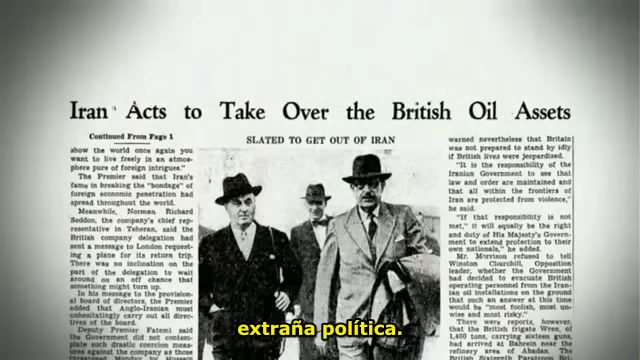 Iran Acts to Take Over the British Oil Assets
Continued From Page 1
show the world once again you
want to live freely in an atmos-
phere pure of foreign intrigue."
The Premier said that Iran's
fame in breaking the "bondage" of
foreign economic penetration had
spread throughout the world.
Meanwhile, Norman Richard
Seddon, the company's chief rep-
resentative in Teheran, said the
British company delegation had
sent a message to London request-
ing a plane for its return trip.
There was no inclination on the
part of the delegation to wait
around on an off chance that
something might turn up.
In his message to the provision-
al board of directors, the Premier
added that Anglo-Iranian must
unhesitatingly carry out all direc-
tives of the board.
Deputy Premier Fatemi said
the Government did not contem-
plate such drastic coercion meas-
ures against the company as those
SLATED TO GET OUT OF IRAN
warned nevertheless that Britain
was not prepared to stand by idly
if British lives were jeopardised.
"It is the responsibility of the
Iranian Government to see that
law and order are maintained and
that all within the frontiers of
Iran are protected from violence,"
he said.
"If that responsibility is not
met," it will equally be the right
and duty of His Majesty's Govern-
ment to extend protection to their
own nationals," he added.
Mr. Morrison refused to tell
Winston Churchill, Opposition
leader, whether the Government
had decided to evacuate British
operating personnel from the Iran-
ian oil installations on the ground
that such an answer at this time
would be "most foolish, most un-
wise and most risky."
There were reports, however,
that the British frigate Wren, of
1,400 tons, carrying sixteen guns,
had arrived at Bahrein near the
refinery area of Abadan. The
British Sixteenth
extraña política.